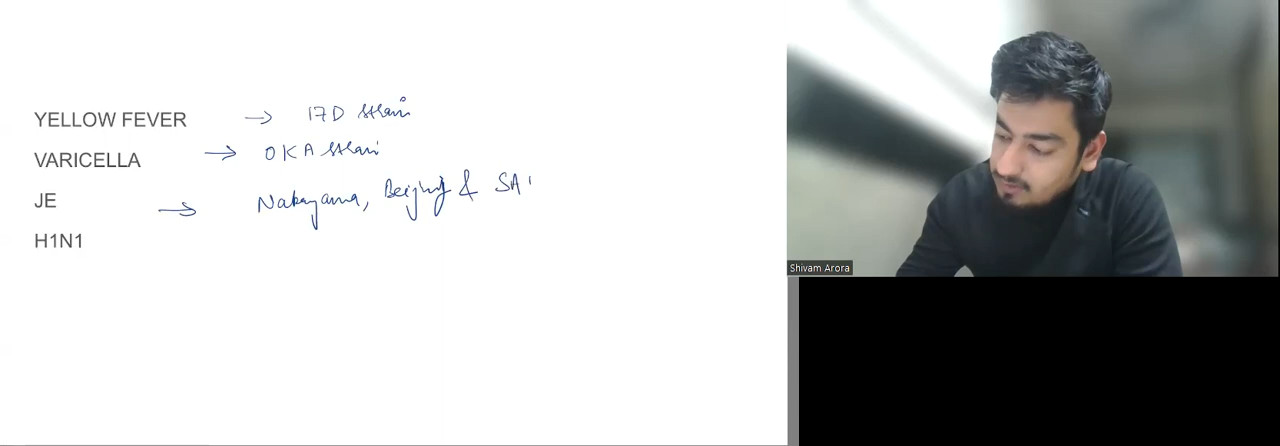 YELLOW FEVER → 17D strain
VARICELLA → OKA strain
JE → Nakayama, Beijing & SA
H1N1
Shivam Arora